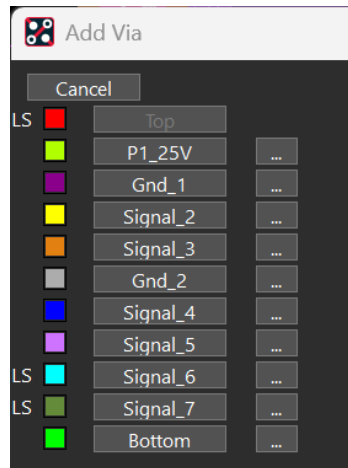 Add Via
Cancel
LS Top
P1_25V ...
Gnd_1 ...
Signal_2 ...
Signal_3 ...
Gnd_2 ...
Signal_4 ...
Signal_5 ...
LS Signal_6 ...
LS Signal_7 ...
Bottom ...